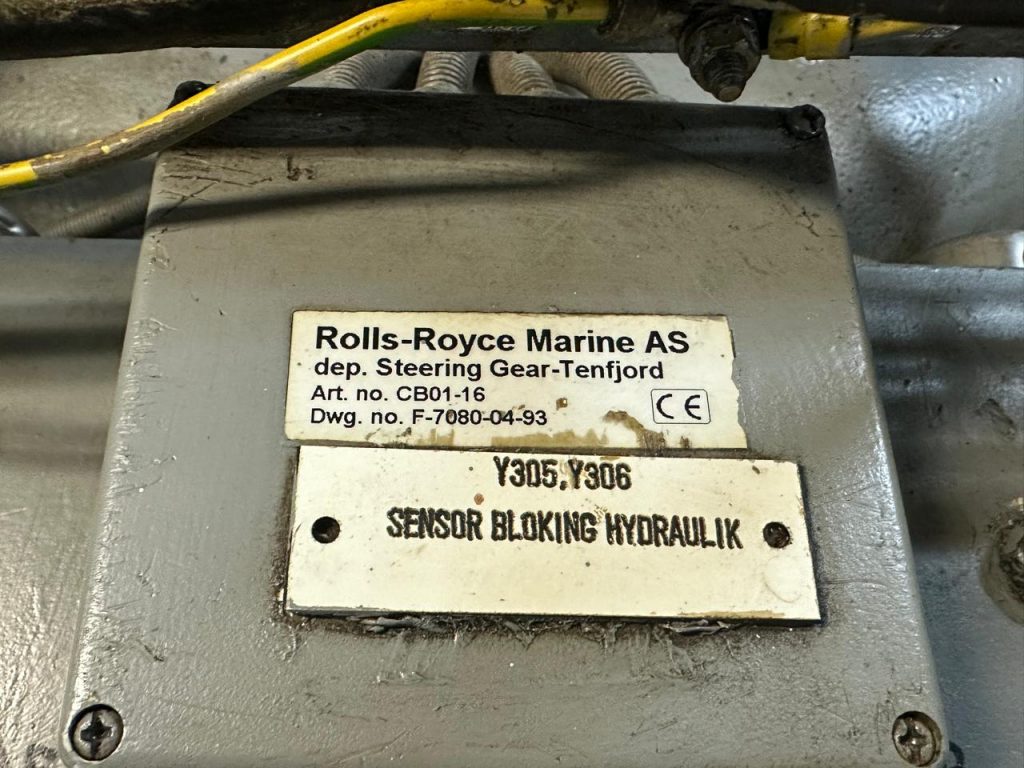 Rolls-Royce Marine AS
dep. Steering Gear-Tenfjord
Art. no. CB01-16
Dwg. no. F-7080-04-93
CE
Y305,Y306
SENSOR BLOKING HYDRAULIK